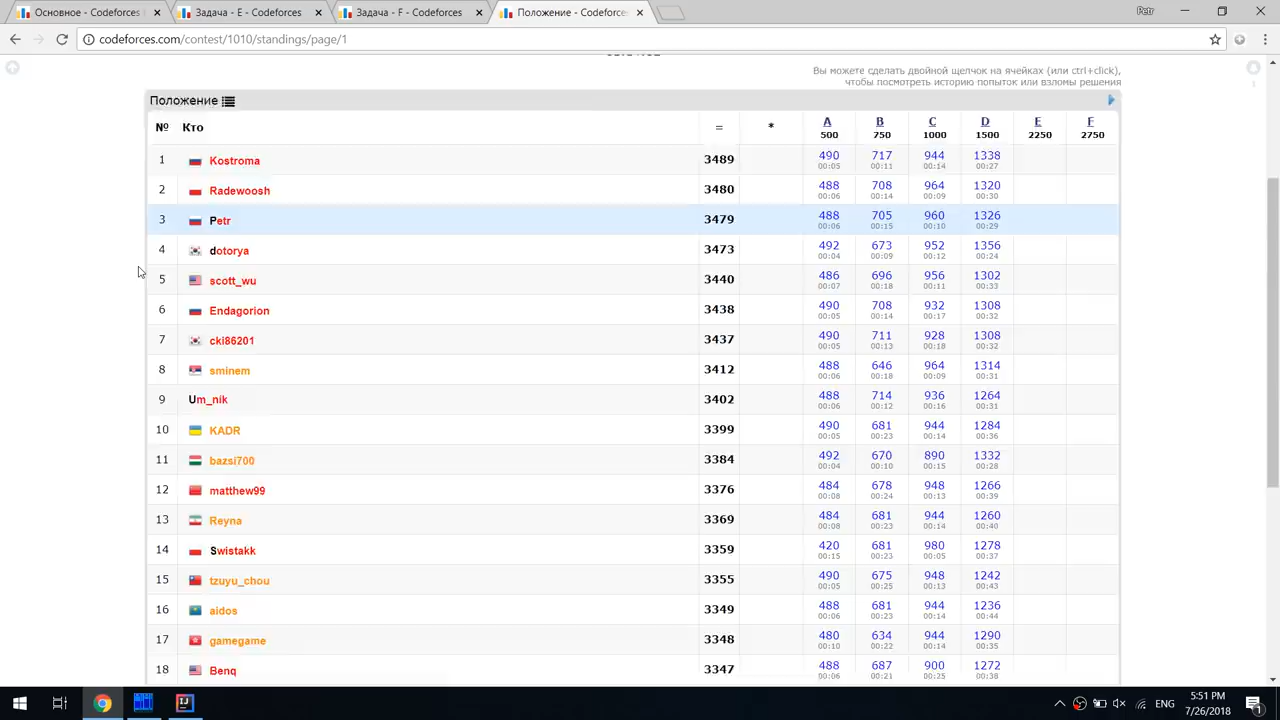 Основное - Codeforces
Задача - E - Codeforces
Задача - F - Codeforces
Положение - Codeforces
Petr
codeforces.com/contest/1010/standings/page/1
Вы можете сделать двойной щелчок на ячейках (или ctrl+click),
чтобы посмотреть историю попыток или взломы решения
1
Положение
№ Кто = * A B C D E F
500 750 1000 1500 2250 2750
1 Kostroma 3489 490 717 944 1338
00:05 00:11 00:14 00:27
2 Radewoosh 3480 488 708 964 1320
00:06 00:14 00:09 00:30
3 Petr 3479 488 705 960 1326
00:06 00:15 00:10 00:29
4 dotorya 3473 492 673 952 1356
00:04 00:09 00:12 00:24
5 scott_wu 3440 486 696 956 1302
00:07 00:18 00:11 00:33
6 Endagorion 3438 490 708 932 1308
00:05 00:14 00:17 00:32
7 cki86201 3437 490 711 928 1308
00:05 00:13 00:18 00:32
8 sminem 3412 488 646 964 1314
00:06 00:18 00:09 00:31
9 Um_nik 3402 488 714 936 1264
00:06 00:12 00:16 00:31
10 KADR 3399 490 681 944 1284
00:05 00:23 00:14 00:36
11 bazsi700 3384 492 670 890 1332
00:04 00:10 00:15 00:28
12 matthew99 3376 484 678 948 1266
00:08 00:24 00:13 00:39
13 Reyna 3369 484 681 944 1260
00:08 00:23 00:14 00:40
14 Swistakk 3359 420 681 980 1278
00:15 00:23 00:05 00:37
15 tzuyu_chou 3355 490 675 948 1242
00:05 00:25 00:13 00:43
16 aidos 3349 488 681 944 1236
00:06 00:23 00:14 00:44
17 gamegame 3348 480 634 944 1290
00:10 00:22 00:14 00:35
18 Benq 3347 488 687 900 1272
00:06 00:21 00:25 00:38
ENG
5:51 PM
7/26/2018
1